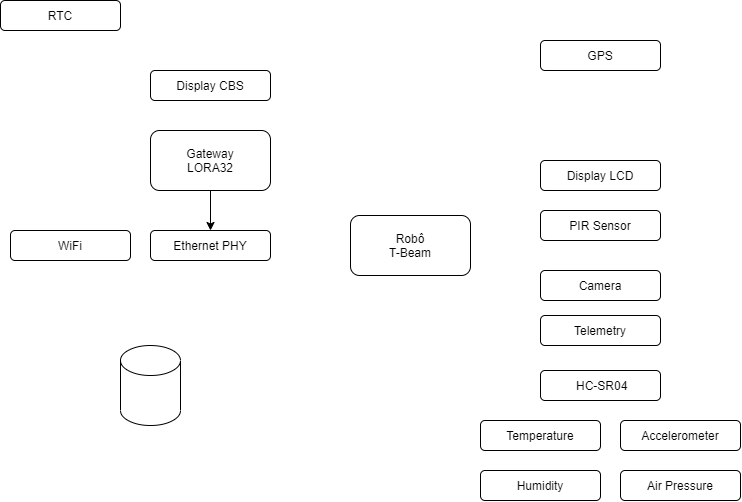 RTC
GPS
Display CBS
Gateway
LORA32
Display LCD
PIR Sensor
WiFi
Ethernet PHY
Robô
T-Beam
Camera
Telemetry
HC-SR04
Temperature
Accelerometer
Humidity
Air Pressure